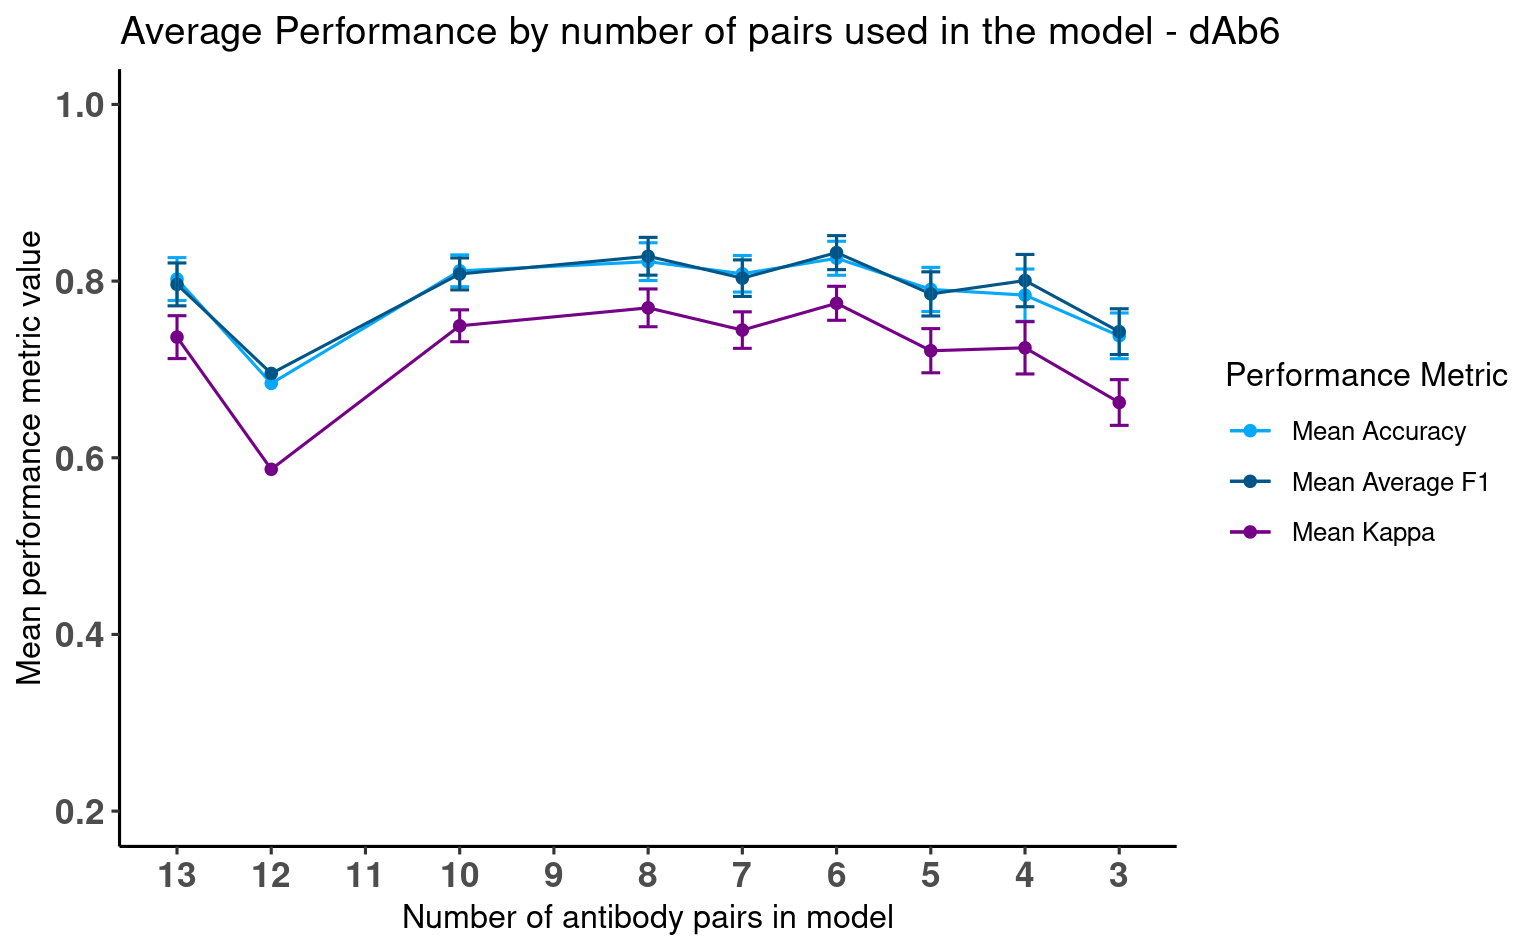 Average Performance by number of pairs used in the model - dAb6
Mean performance metric value
1.0
0.8
0.6
0.4
0.2
13 12 11 10 9 8 7 6 5 4 3
Number of antibody pairs in model
Performance Metric
Mean Accuracy
Mean Average F1
Mean Kappa